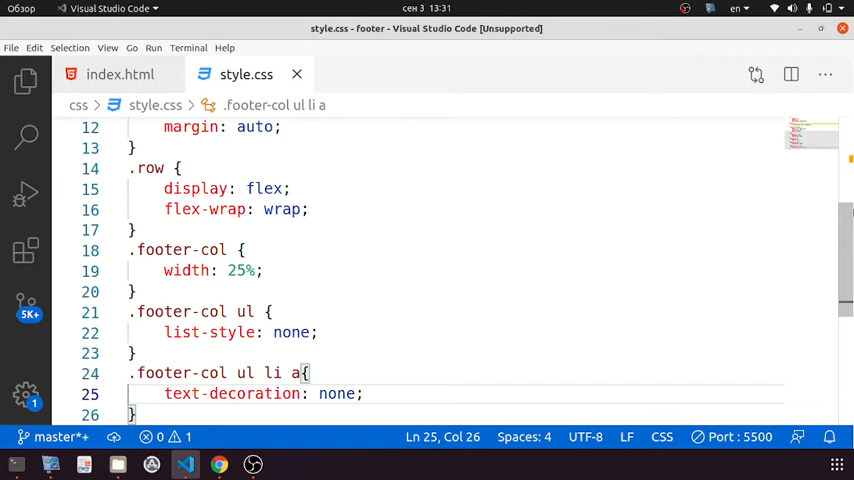 Обзор Visual Studio Code сен 3 13:31 en
style.css - footer - Visual Studio Code [Unsupported]
File Edit Selection View Go Run Terminal Help
index.html style.css
css style.css .footer-col ul li a
12 margin: auto;
13 }
14 .row {
15 display: flex;
16 flex-wrap: wrap;
17 }
18 .footer-col {
19 width: 25%;
20 }
21 .footer-col ul {
22 list-style: none;
23 }
24 .footer-col ul li a{
25 text-decoration: none;
26 }
5K+
1
master*+ 0 1 Ln 25, Col 26 Spaces: 4 UTF-8 LF CSS Port : 5500